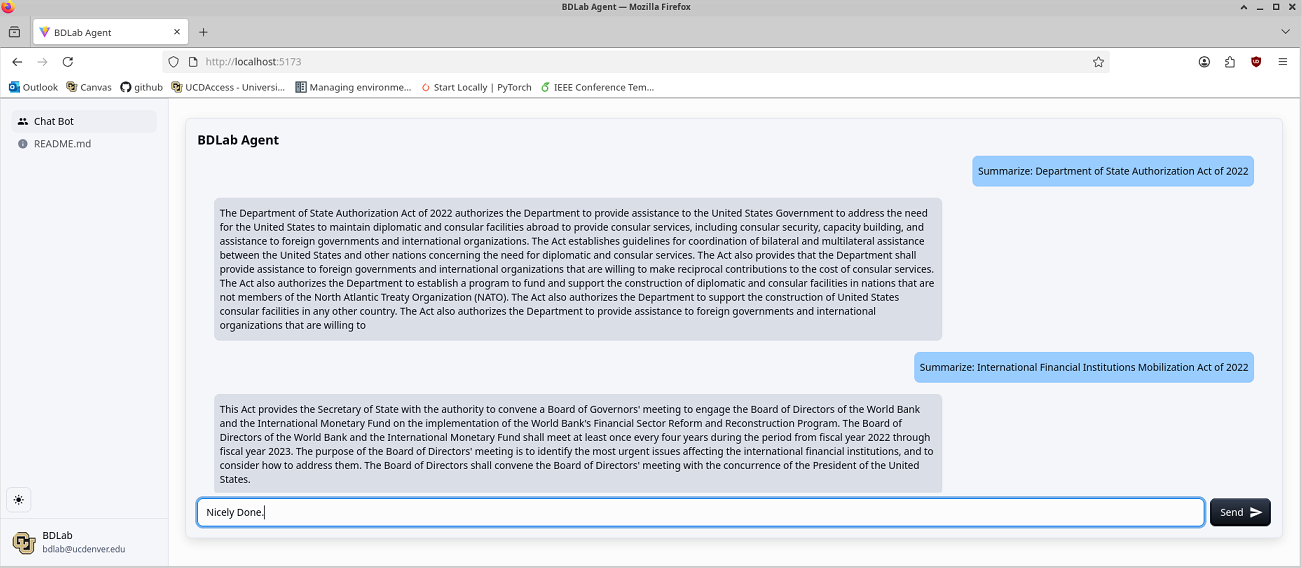 BDLab Agent — Mozilla Firefox
BDLab Agent
http://localhost:5173
Outlook
Canvas
github
UCDAccess - Universi...
Managing environme...
Start Locally | PyTorch
IEEE Conference Tem...
Chat Bot
README.md
BDLab Agent
Summarize: Department of State Authorization Act of 2022
The Department of State Authorization Act of 2022 authorizes the Department to provide assistance to the United States Government to address the need
for the United States to maintain diplomatic and consular facilities abroad to provide consular services, including consular security, capacity building, and
assistance to foreign governments and international organizations. The Act establishes guidelines for coordination of bilateral and multilateral assistance
between the United States and other nations concerning the need for diplomatic and consular services. The Act also provides that the Department shall
provide assistance to foreign governments and international organizations that are willing to make reciprocal contributions to the cost of consular services.
The Act also authorizes the Department to establish a program to fund and support the construction of diplomatic and consular facilities in nations that are
not members of the North Atlantic Treaty Organization (NATO). The Act also authorizes the Department to support the construction of United States
consular facilities in any other country. The Act also authorizes the Department to provide assistance to foreign governments and international
organizations that are willing to
Summarize: International Financial Institutions Mobilization Act of 2022
This Act provides the Secretary of State with the authority to convene a Board of Governors' meeting to engage the Board of Directors of the World Bank
and the International Monetary Fund on the implementation of the World Bank's Financial Sector Reform and Reconstruction Program. The Board of
Directors of the World Bank and the International Monetary Fund shall meet at least once every four years during the period from fiscal year 2022 through
fiscal year 2023. The purpose of the Board of Directors' meeting is to identify the most urgent issues affecting the international financial institutions, and to
consider how to address them. The Board of Directors shall convene the Board of Directors' meeting with the concurrence of the President of the United
States.
Nicely Done.
Send
BDLab
bdlab@ucdenver.edu